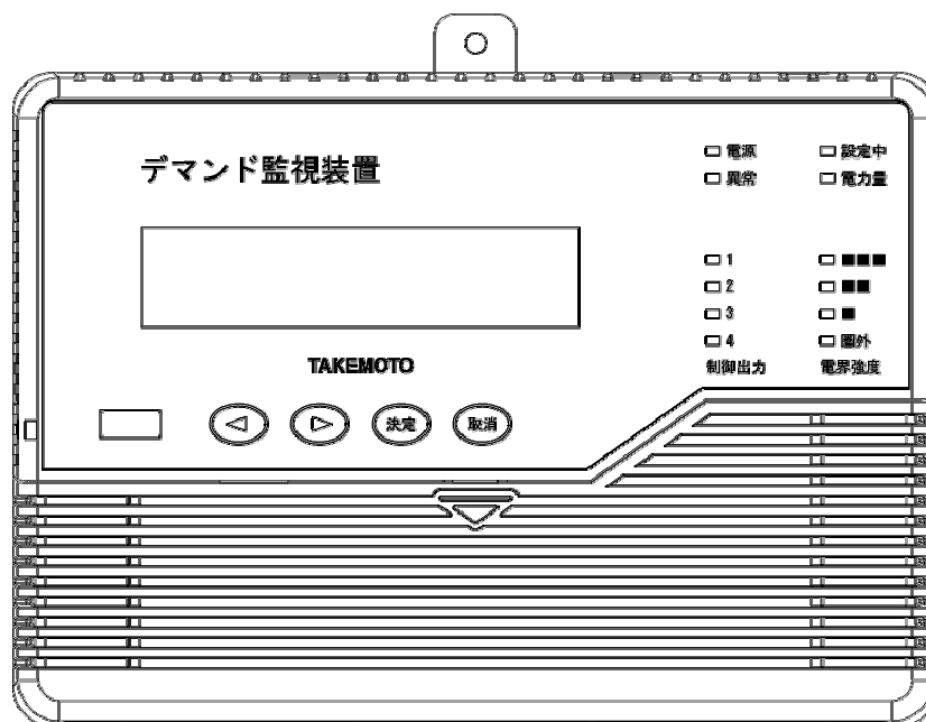 デマンド監視装置
電源 設定中
異常 電力量
1 ■■■
2 ■■
3 ■
4 圏外
制御出力 電界強度
TAKEMOTO
決定 取消